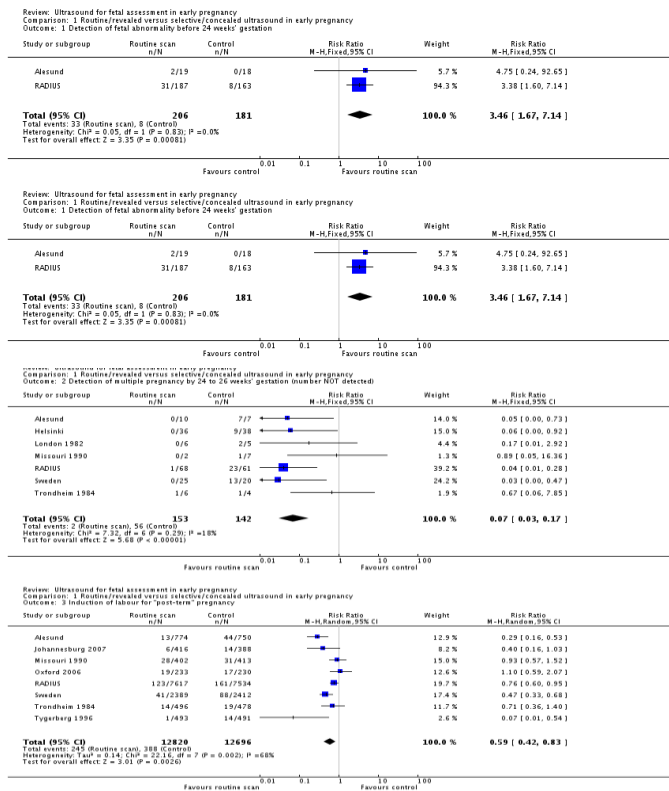 Review: Ultrasound for fetal assessment in early pregnancy
Comparison: 1 Routine/revealed versus selective/concealed ultrasound in early pregnancy
Outcome: 1 Detection of fetal abnormality before 24 weeks' gestation
Study or subgroup Routine scan Control Risk Ratio Weight Risk Ratio
n/N n/N M-H,Fixed,95% CI M-H,Fixed,95% CI
Alesund 2/19 0/18 5.7 % 4.75 [ 0.24, 92.65 ]
RADIUS 31/187 8/163 94.3 % 3.38 [ 1.60, 7.14 ]
Total (95% CI) 206 181 100.0 % 3.46 [ 1.67, 7.14 ]
Total events: 33 (Routine scan), 8 (Control)
Heterogeneity: Chi² = 0.05, df = 1 (P = 0.83); I² =0.0%
Test for overall effect: Z = 3.35 (P = 0.00081)
0.01 0.1 1 10 100
Favours control Favours routine scan
Review: Ultrasound for fetal assessment in early pregnancy
Comparison: 1 Routine/revealed versus selective/concealed ultrasound in early pregnancy
Outcome: 1 Detection of fetal abnormality before 24 weeks' gestation
Study or subgroup Routine scan Control Risk Ratio Weight Risk Ratio
n/N n/N M-H,Fixed,95% CI M-H,Fixed,95% CI
Alesund 2/19 0/18 5.7 % 4.75 [ 0.24, 92.65 ]
RADIUS 31/187 8/163 94.3 % 3.38 [ 1.60, 7.14 ]
Total (95% CI) 206 181 100.0 % 3.46 [ 1.67, 7.14 ]
Total events: 33 (Routine scan), 8 (Control)
Heterogeneity: Chi² = 0.05, df = 1 (P = 0.83); I² =0.0%
Test for overall effect: Z = 3.35 (P = 0.00081)
0.01 0.1 1 10 100
Favours control Favours routine scan
Comparison: 1 Routine/revealed versus selective/concealed ultrasound in early pregnancy
Outcome: 2 Detection of multiple pregnancy by 24 to 26 weeks' gestation (number NOT detected)
Study or subgroup Routine scan Control Risk Ratio Weight Risk Ratio
n/N n/N M-H,Fixed,95% CI M-H,Fixed,95% CI
Alesund 0/10 7/7 14.0 % 0.05 [ 0.00, 0.73 ]
Helsinki 0/36 9/38 15.0 % 0.06 [ 0.00, 0.92 ]
London 1982 0/6 2/5 4.4 % 0.17 [ 0.01, 2.92 ]
Missouri 1990 0/2 1/7 1.3 % 0.89 [ 0.05, 16.36 ]
RADIUS 1/68 23/61 39.2 % 0.04 [ 0.01, 0.28 ]
Sweden 0/25 13/20 24.2 % 0.03 [ 0.00, 0.47 ]
Trondheim 1984 1/6 1/4 1.9 % 0.67 [ 0.06, 7.85 ]
Total (95% CI) 153 142 100.0 % 0.07 [ 0.03, 0.17 ]
Total events: 2 (Routine scan), 56 (Control)
Heterogeneity: Chi² = 7.32, df = 6 (P = 0.29); I² =18%
Test for overall effect: Z = 5.68 (P < 0.00001)
0.01 0.1 1 10 100
Favours routine scan Favours control
Review: Ultrasound for fetal assessment in early pregnancy
Comparison: 1 Routine/revealed versus selective/concealed ultrasound in early pregnancy
Outcome: 3 Induction of labour for "post-term" pregnancy
Study or subgroup Routine scan Control Risk Ratio Weight Risk Ratio
n/N n/N M-H,Random,95% CI M-H,Random,95% CI
Alesund 13/774 44/750 12.9 % 0.29 [ 0.16, 0.53 ]
Johannesburg 2007 6/416 14/388 8.2 % 0.40 [ 0.16, 1.03 ]
Missouri 1990 28/402 31/413 15.1 % 0.93 [ 0.57, 1.52 ]
Oxford 2006 19/233 17/230 12.6 % 1.10 [ 0.59, 2.07 ]
RADIUS 123/7617 161/7534 19.7 % 0.76 [ 0.60, 0.95 ]
Sweden 41/2389 88/2412 17.4 % 0.47 [ 0.33, 0.68 ]
Trondheim 1984 14/496 19/478 11.7 % 0.71 [ 0.36, 1.40 ]
Tygerberg 1996 1/493 14/491 2.6 % 0.07 [ 0.01, 0.54 ]
Total (95% CI) 12820 12696 100.0 % 0.59 [ 0.42, 0.83 ]
Total events: 245 (Routine scan), 388 (Control)
Heterogeneity: Tau² = 0.14; Chi² = 22.16, df = 7 (P = 0.002); I² =68%
Test for overall effect: Z = 3.01 (P = 0.0026)
0.01 0.1 1 10 100
Favours routine scan Favours control